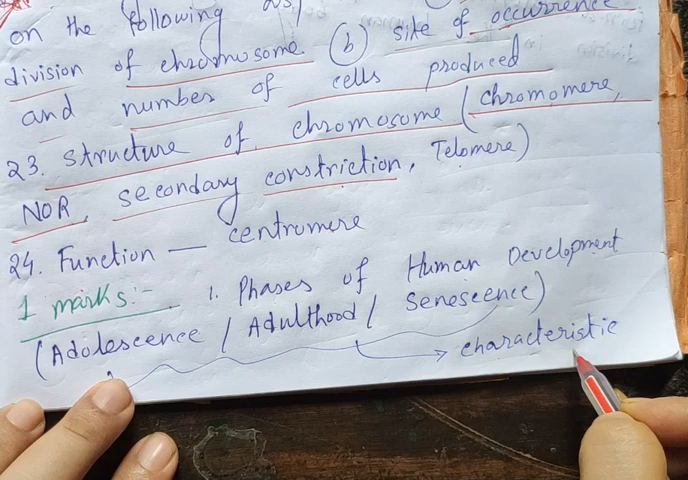 on the following
division of chromosome. (b) site of occurrence
and number of cells produced
23. Structure of chromosome (chromomere,
NOR, secondary constriction, Telomere)
24. Function — centromere
1 marks:- 1. Phases of Human Development
(Adolescence / Adulthood / Senescence)
→ characteristic